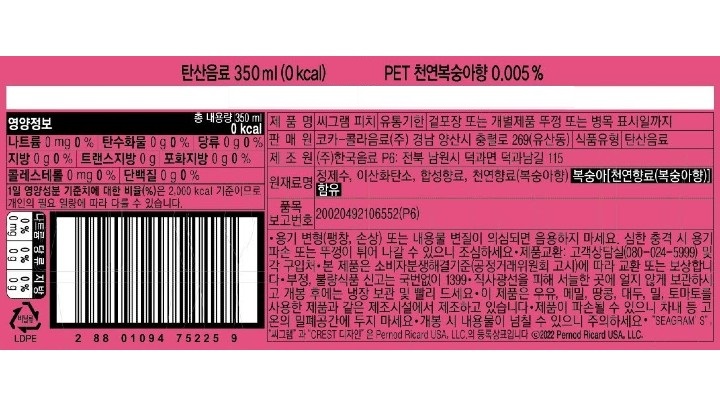 탄산음료 350 ml (0 kcal)
PET 천연복숭아향 0.005 %
영양정보
총 내용량 350 ml
0 kcal
나트륨 0 mg 0 % 탄수화물 0 g 0 % 당류 0 g 0 %
지방 0 g 0 % 트랜스지방 0 g 포화지방 0 g 0 %
콜레스테롤 0 mg 0 % 단백질 0 g 0 %
1일 영양성분 기준치에 대한 비율(%)은 2,000 kcal 기준이므로
개인의 필요 열량에 따라 다를 수 있습니다.
나트륨 당류 지방
0 % 0 % 0 %
0 mg 0 g 0 g
비닐류
LDPE
2 88 01094 75225 9
제 품 명 씨그램 피치 유통기한 겉포장 또는 개별제품 뚜껑 또는 병목 표시일까지
판 매 원 코카-콜라음료(주) 경남 양산시 충렬로 269(유산동) 식품유형 탄산음료
제 조 원 (주)한국음료 P6: 전북 남원시 덕과면 덕과남길 115
원재료명 정제수, 이산화탄소, 합성향료, 천연향료(복숭아향) 복숭아[천연향료(복숭아향)]
함유
품목
보고번호 20020492106552(P6)
• 용기 변형(팽창, 손상) 또는 내용물 변질이 의심되면 음용하지 마세요. 심한 충격 시 용기
파손 또는 뚜껑이 튀어 나갈 수 있으니 조심하세요 • 제품교환: 고객상담실(080-024-5999) 및
각 구입처 • 본 제품은 소비자분쟁해결기준(공정거래위원회 고시)에 따라 교환 또는 보상합니
다 • 부정, 불량식품 신고는 국번없이 1399 • 직사광선을 피해 서늘한 곳에 얼지 않게 보관하시
고 개봉 후에는 냉장 보관 및 빨리 드세요 • 이 제품은 우유, 메밀, 땅콩, 대두, 밀, 토마토를
사용한 제품과 같은 제조시설에서 제조하고 있습니다 • 제품이 파손될 수 있으니 차내 등 고
온의 밀폐공간에 두지 마세요 • 개봉 시 내용물이 넘칠 수 있으니 주의하세요 • "SEAGRAM'S",
"씨그램" 과 "CREST 디자인" 은 Pernod Ricard USA, LLC.의 등록상표입니다 ©2022 Pernod Ricard USA, LLC.